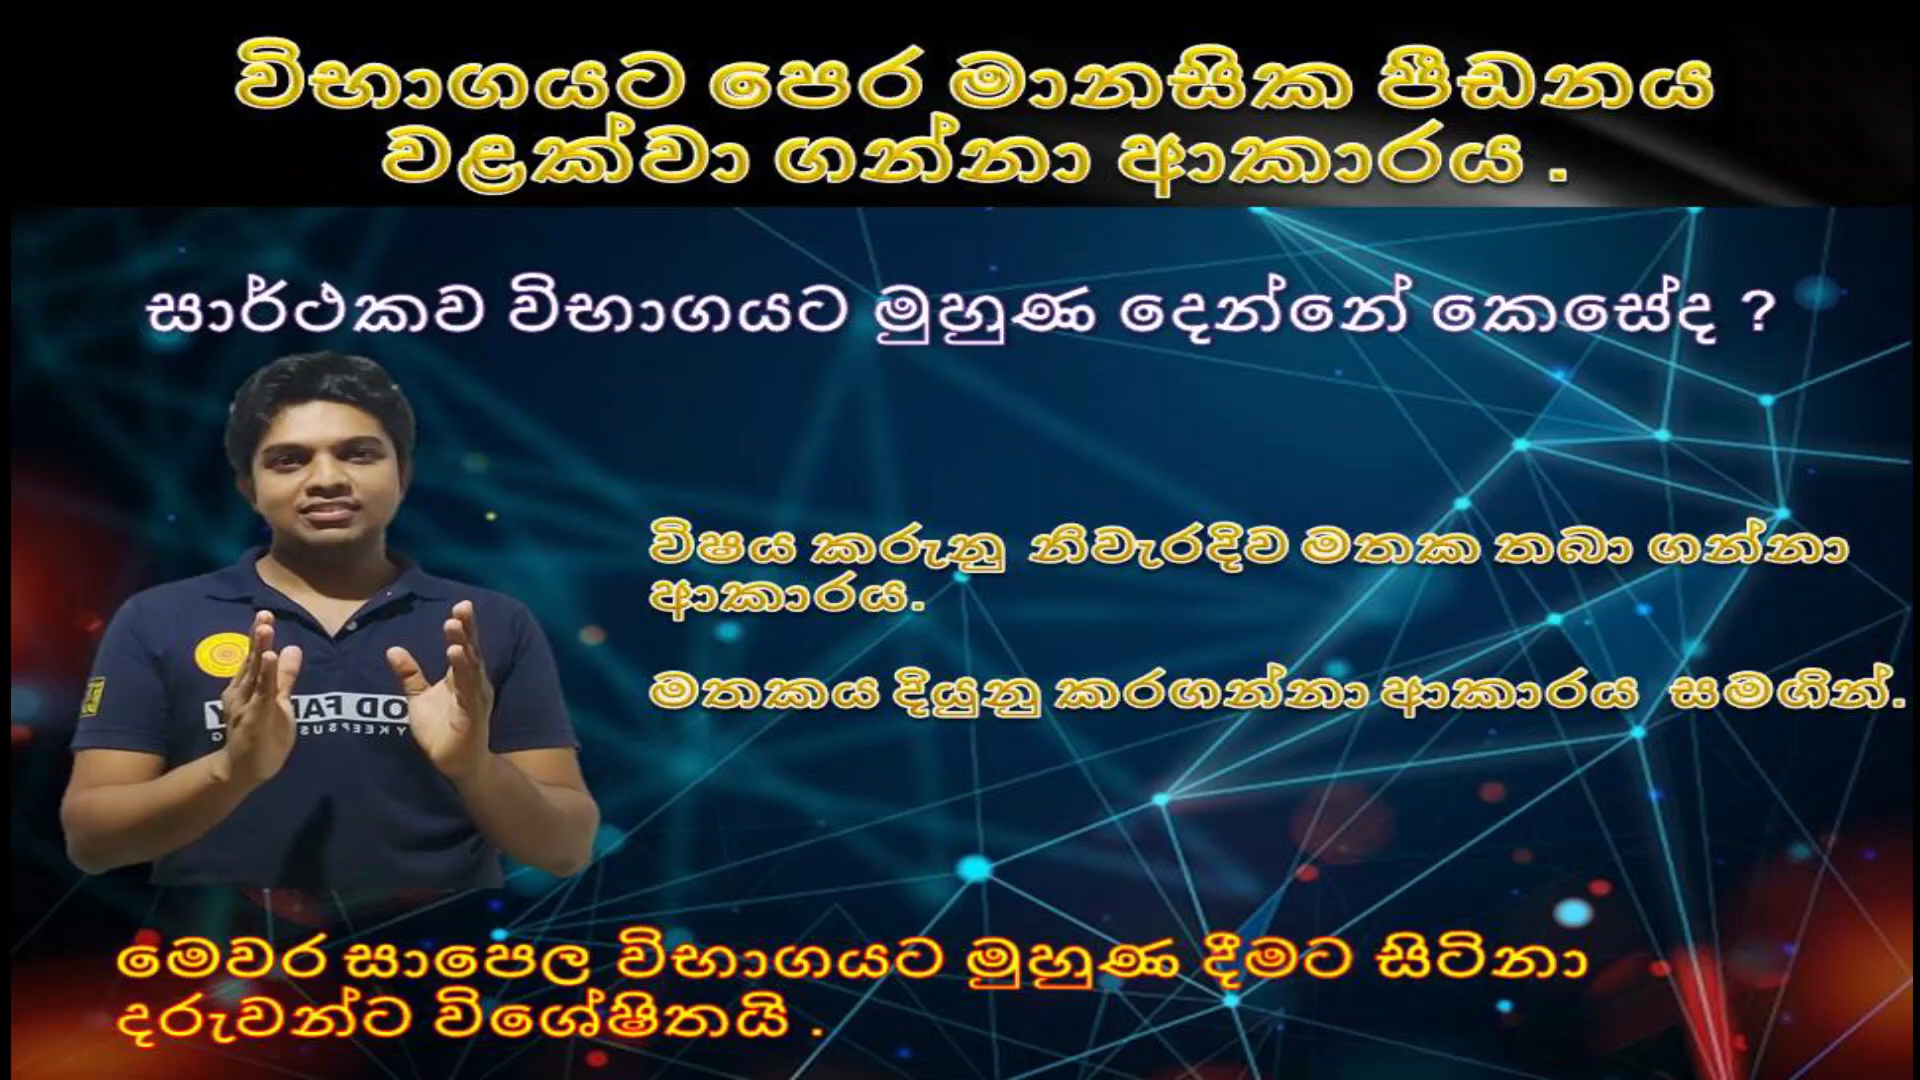 විභාගයට පෙර මානසික පීඩනය
වළක්වා ගන්නා ආකාරය .
සාර්ථකව විභාගයට මුහුණ දෙන්නේ කෙසේද ?
විෂය කරුනු නිවැරදිව මතක තබා ගන්නා
ආකාරය.
මතකය දියුනු කරගන්නා ආකාරය සමගින්.
මෙවර සාපෙල විභාගයට මුහුණ දීමට සිටිනා
දරුවන්ට විශේෂිතයි .